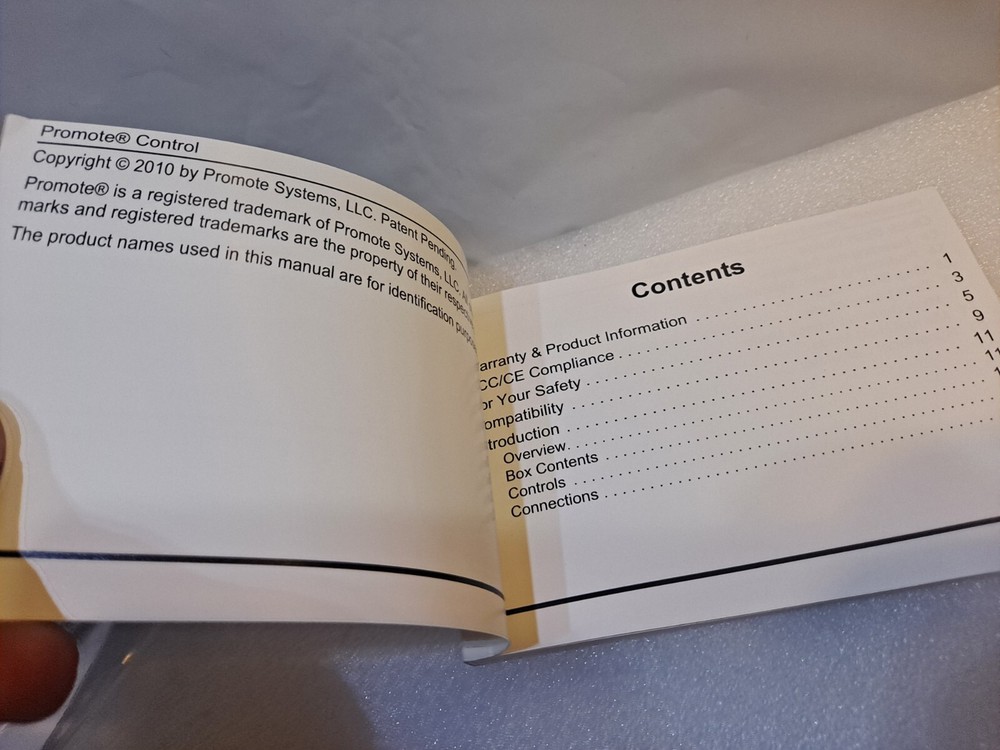 Promote® Control
Copyright © 2010 by Promote Systems, LLC. Patent Pending.
Promote® is a registered trademark of Promote Systems, LLC. 
marks and registered trademarks are the property of their
The product names used in this manual are for identification
Contents
arranty & Product Information . . . . . . . . . . . . . . . . . . . . . . . . 1
CC/CE Compliance . . . . . . . . . . . . . . . . . . . . . . . . . . . . . . 3
or Your Safety . . . . . . . . . . . . . . . . . . . . . . . . . . . . . . . . . . 5
ompatibility . . . . . . . . . . . . . . . . . . . . . . . . . . . . . . . . . . . . 9
troduction . . . . . . . . . . . . . . . . . . . . . . . . . . . . . . . . . . . . 11
Overview. . . . . . . . . . . . . . . . . . . . . . . . . . . . . . . . . . . . 11
Box Contents . . . . . . . . . . . . . . . . . . . . . . . . . . . . . . . . 1
Controls . . . . . . . . . . . . . . . . . . . . . . . . . . . . . . . . . . . .
Connections . . . . . . . . . . . . . . . . . . . . . . . . . . . . . . . .